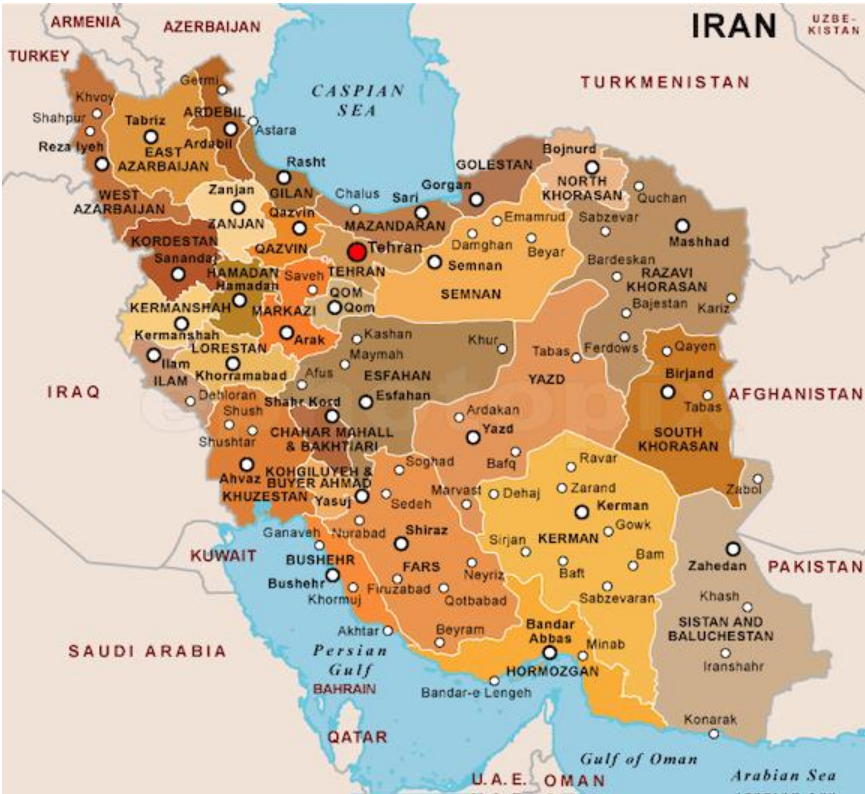 ARMENIA
AZERBAIJAN
IRAN
UZBE-
KISTAN
TURKEY
CASPIAN
SEA
TURKMENISTAN
Germi
Khvoy
ARDEBIL
Shahpur
Tabriz
Astara
Ardabil
Reza Iyeh
EAST
AZARBAIJAN
Rasht
GOLESTAN
Bojnurd
NORTH
KHORASAN
Quchan
WEST
AZARBAIJAN
Zanjan
ZANJAN
GILAN
Chalus
Sari
Gorgan
Qazvin
QAZVIN
MAZANDARAN
Emamrud
Damghan
Beyar
Sabzevar
Mashhad
KORDESTAN
Sanandaj
Tehran
TEHRAN
Semnan
SEMNAN
Bardeskan
RAZAVI
KHORASAN
HAMADAN
Hamadan
Saveh
QOM
Qom
Bajestan
Kariz
KERMANSHAH
Kermanshah
MARKAZI
Arak
Kashan
Khur
Ferdows
Qayen
LORESTAN
Ilam
ILAM
Khorramabad
Maymah
Afus
ESFAHAN
Tabas
YAZD
Birjand
Tabas
IRAQ
AFGHANISTAN
Dehloran
Shush
Shahr Kord
Esfahan
Ardakan
Yazd
SOUTH
KHORASAN
Shushtar
CHAHAR MAHALL
& BAKHTIARI
Bafq
Ravar
Ahvaz
KHUZESTAN
KOHGILUYEH &
BUYER AHMAD
Yasuj
Soghad
Sedeh
Marvast
Dehaj
Zarand
Zabol
Kerman
KERMAN
Gowk
Ganaveh
Nurabad
Shiraz
Sirjan
KUWAIT
BUSHEHR
Bushehr
FARS
Neyriz
Baft
Bam
Zahedan
PAKISTAN
Khormuj
Firuzabad
Qotbabad
Sabzevaran
Khash
Akhtar
Beyram
Bandar
Abbas
Minab
SISTAN AND
BALUCHESTAN
SAUDI ARABIA
Persian
Gulf
HORMOZGAN
Iranshahr
BAHRAIN
Bandar-e Lengeh
Konarak
QATAR
Gulf of Oman
U.A.E.
OMAN
Arabian Sea